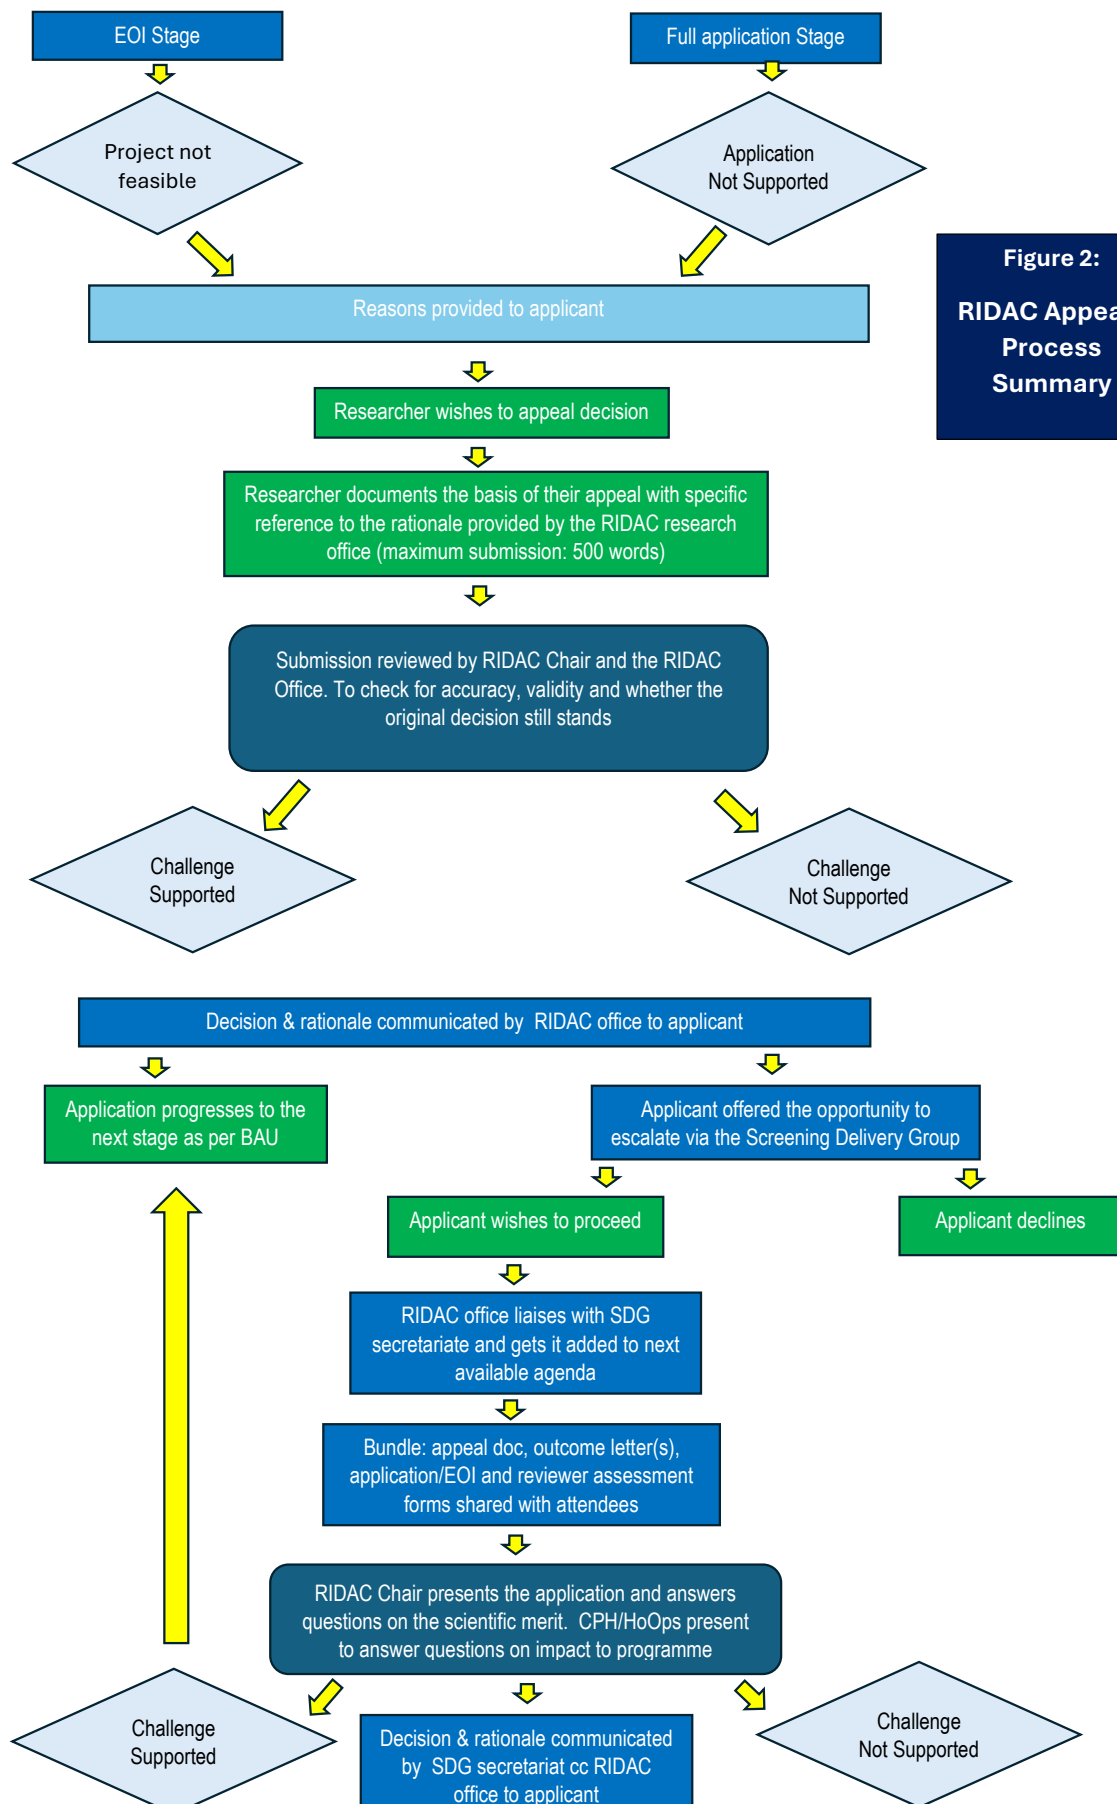 EOI Stage
Full application Stage
Project not
feasible
Application
Not Supported
Figure 2:
RIDAC Appea
Process
Summary
Reasons provided to applicant
Researcher wishes to appeal decision
Researcher documents the basis of their appeal with specific
reference to the rationale provided by the RIDAC research
office (maximum submission: 500 words)
Submission reviewed by RIDAC Chair and the RIDAC
Office. To check for accuracy, validity and whether the
original decision still stands
Challenge
Supported
Challenge
Not Supported
Decision & rationale communicated by  RIDAC office to applicant
Application progresses to the
next stage as per BAU
Applicant offered the opportunity to
escalate via the Screening Delivery Group
Applicant wishes to proceed
Applicant declines
RIDAC office liaises with SDG
secretariate and gets it added to next
available agenda
Bundle: appeal doc, outcome letter(s),
application/EOI and reviewer assessment
forms shared with attendees
RIDAC Chair presents the application and answers
questions on the scientific merit.  CPH/HoOps present
to answer questions on impact to programme
Challenge
Supported
Decision & rationale communicated
by  SDG secretariat cc RIDAC
office to applicant
Challenge
Not Supported